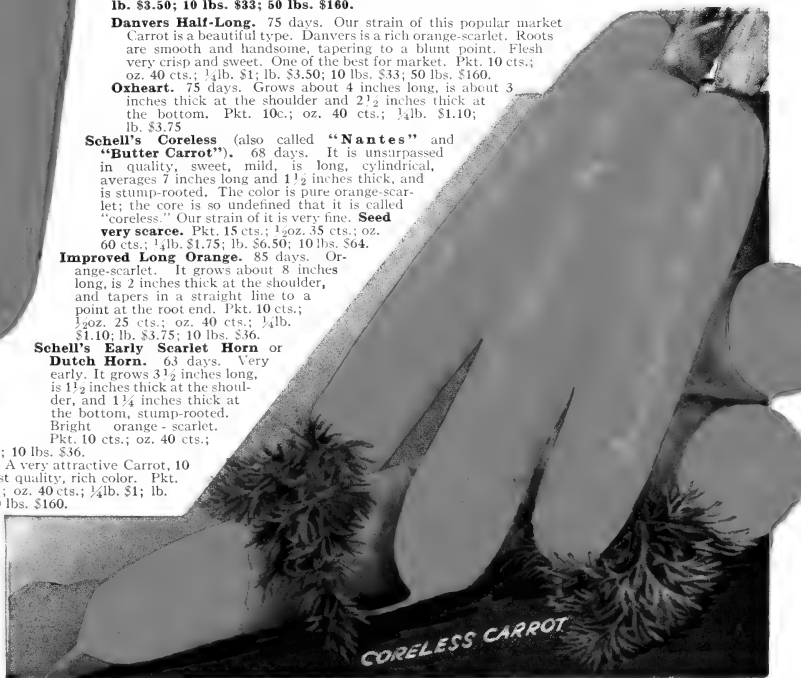 lb. $3.50; 10 lbs. $33; 50 lbs. $160.
Danvers Half-Long. 75 days. Our strain of this popular market
Carrot is a beautiful type. Danvers is a rich orange-scarlet. Roots
are smooth and handsome, tapering to a blunt point. Flesh
very crisp and sweet. One of the best for market. Pkt. 10 cts.;
oz. 40 cts.; ¼lb. $1; lb. $3.50; 10 lbs. $33; 50 lbs. $160.
Oxheart. 75 days. Grows about 4 inches long, is about 3
inches thick at the shoulder and 2½ inches thick at
the bottom. Pkt. 10c.; oz. 40 cts.; ¼lb. $1.10;
lb. $3.75
Schell's Coreless (also called "Nantes" and
"Butter Carrot"). 68 days. It is unsurpassed
in quality, sweet, mild, is long, cylindrical,
averages 7 inches long and 1½ inches thick, and
is stump-rooted. The color is pure orange-scar-
let; the core is so undefined that it is called
"coreless." Our strain of it is very fine. Seed
very scarce. Pkt. 15 cts.; ½oz. 35 cts.; oz.
60 cts.; ¼lb. $1.75; lb. $6.50; 10 lbs. $64.
Improved Long Orange. 85 days. Or-
ange-scarlet. It grows about 8 inches
long, is 2 inches thick at the shoulder,
and tapers in a straight line to a
point at the root end. Pkt. 10 cts.;
½oz. 25 cts.; oz. 40 cts.; ¼lb.
$1.10; lb. $3.75; 10 lbs. $36.
Schell's Early Scarlet Horn or
Dutch Horn. 63 days. Very
early. It grows 3½ inches long,
is 1½ inches thick at the shoul-
der, and 1¼ inches thick at
the bottom, stump-rooted.
Bright orange-scarlet.
Pkt. 10 cts.; oz. 40 cts.;
; 10 lbs. $36.
A very attractive Carrot, 10
st quality, rich color. Pkt.
; oz. 40 cts.; ¼lb. $1; lb.
lbs. $160.
CORELESS CARROT